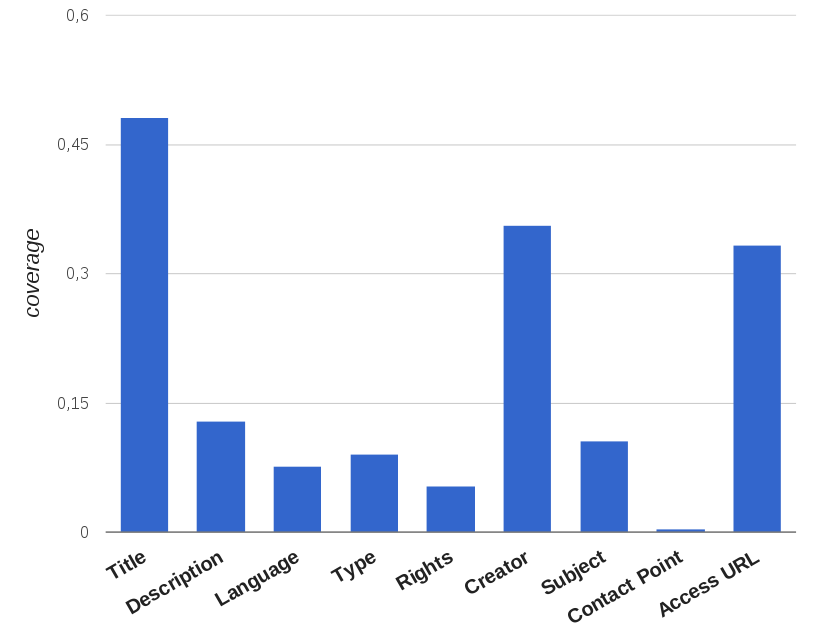 0,6
0,45
0,3
0,15
0
coverage
Title
Description
Language
Type
Rights
Creator
Subject
Contact Point
Access URL